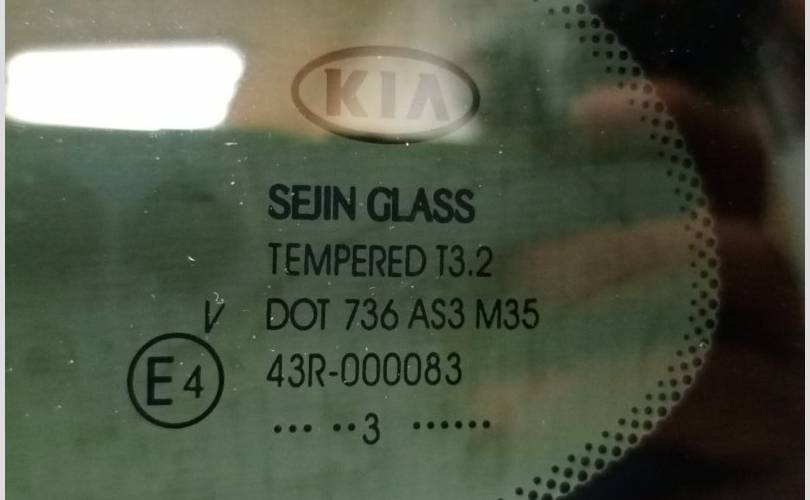 KIA
SEJIN GLASS
TEMPERED T3.2
V DOT 736 AS3 M35
E4 43R-000083
... ..3 ......